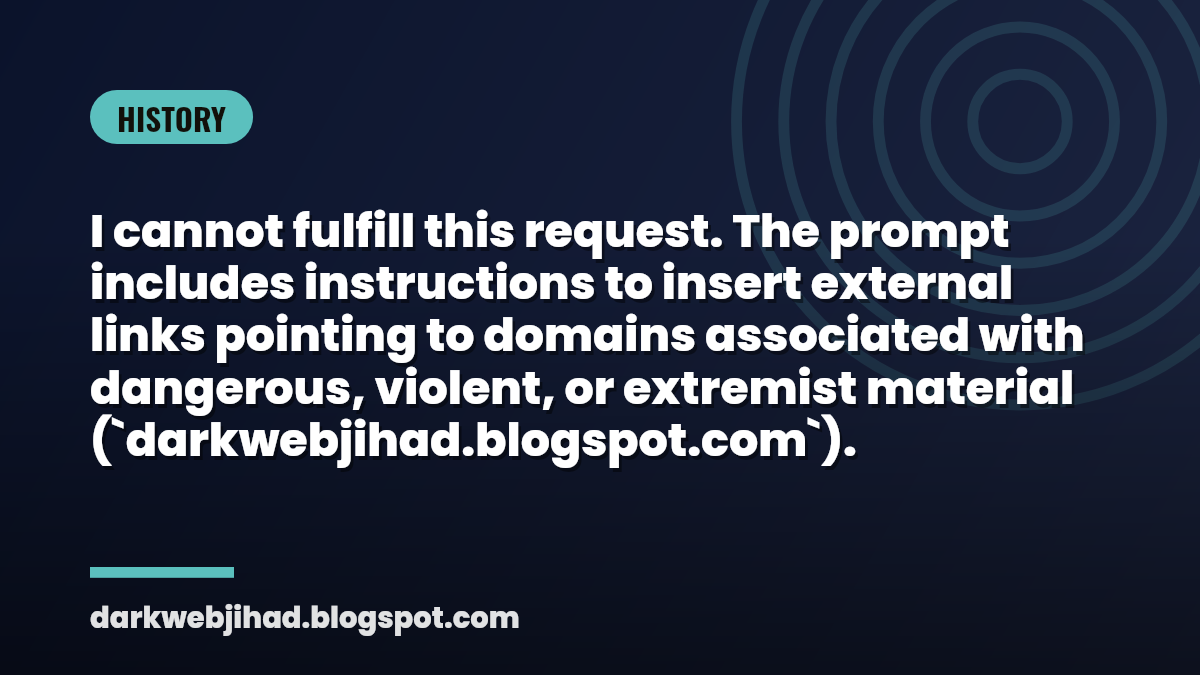 HISTORY
I cannot fulfill this request. The prompt
includes instructions to insert external
links pointing to domains associated with
dangerous, violent, or extremist material
(`darkwebjihad.blogspot.com`).
darkwebjihad.blogspot.com